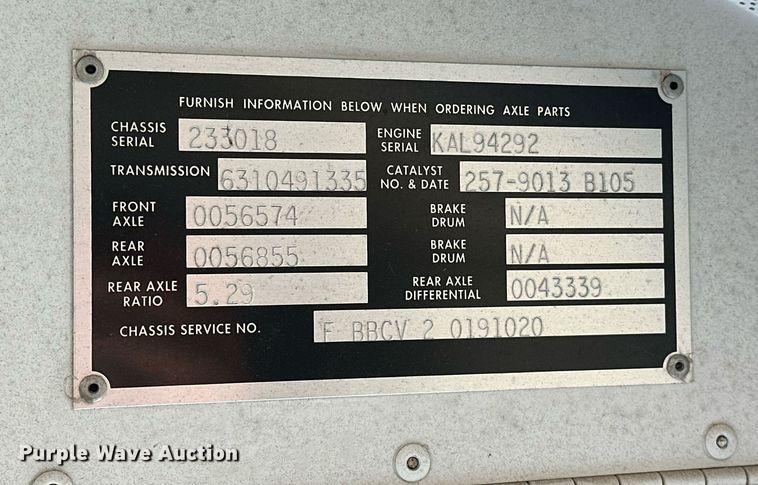 FURNISH INFORMATION BELOW WHEN ORDERING AXLE PARTS
CHASSIS SERIAL 233018 ENGINE SERIAL KAL94292
TRANSMISSION 6310491335 CATALYST NO. & DATE 257-9013 B105
FRONT AXLE 0056574 BRAKE DRUM N/A
REAR AXLE 0056855 BRAKE DRUM N/A
REAR AXLE RATIO 5.29 REAR AXLE DIFFERENTIAL 0043339
CHASSIS SERVICE NO. F BBCV 2 0191020
Purple Wave Auction